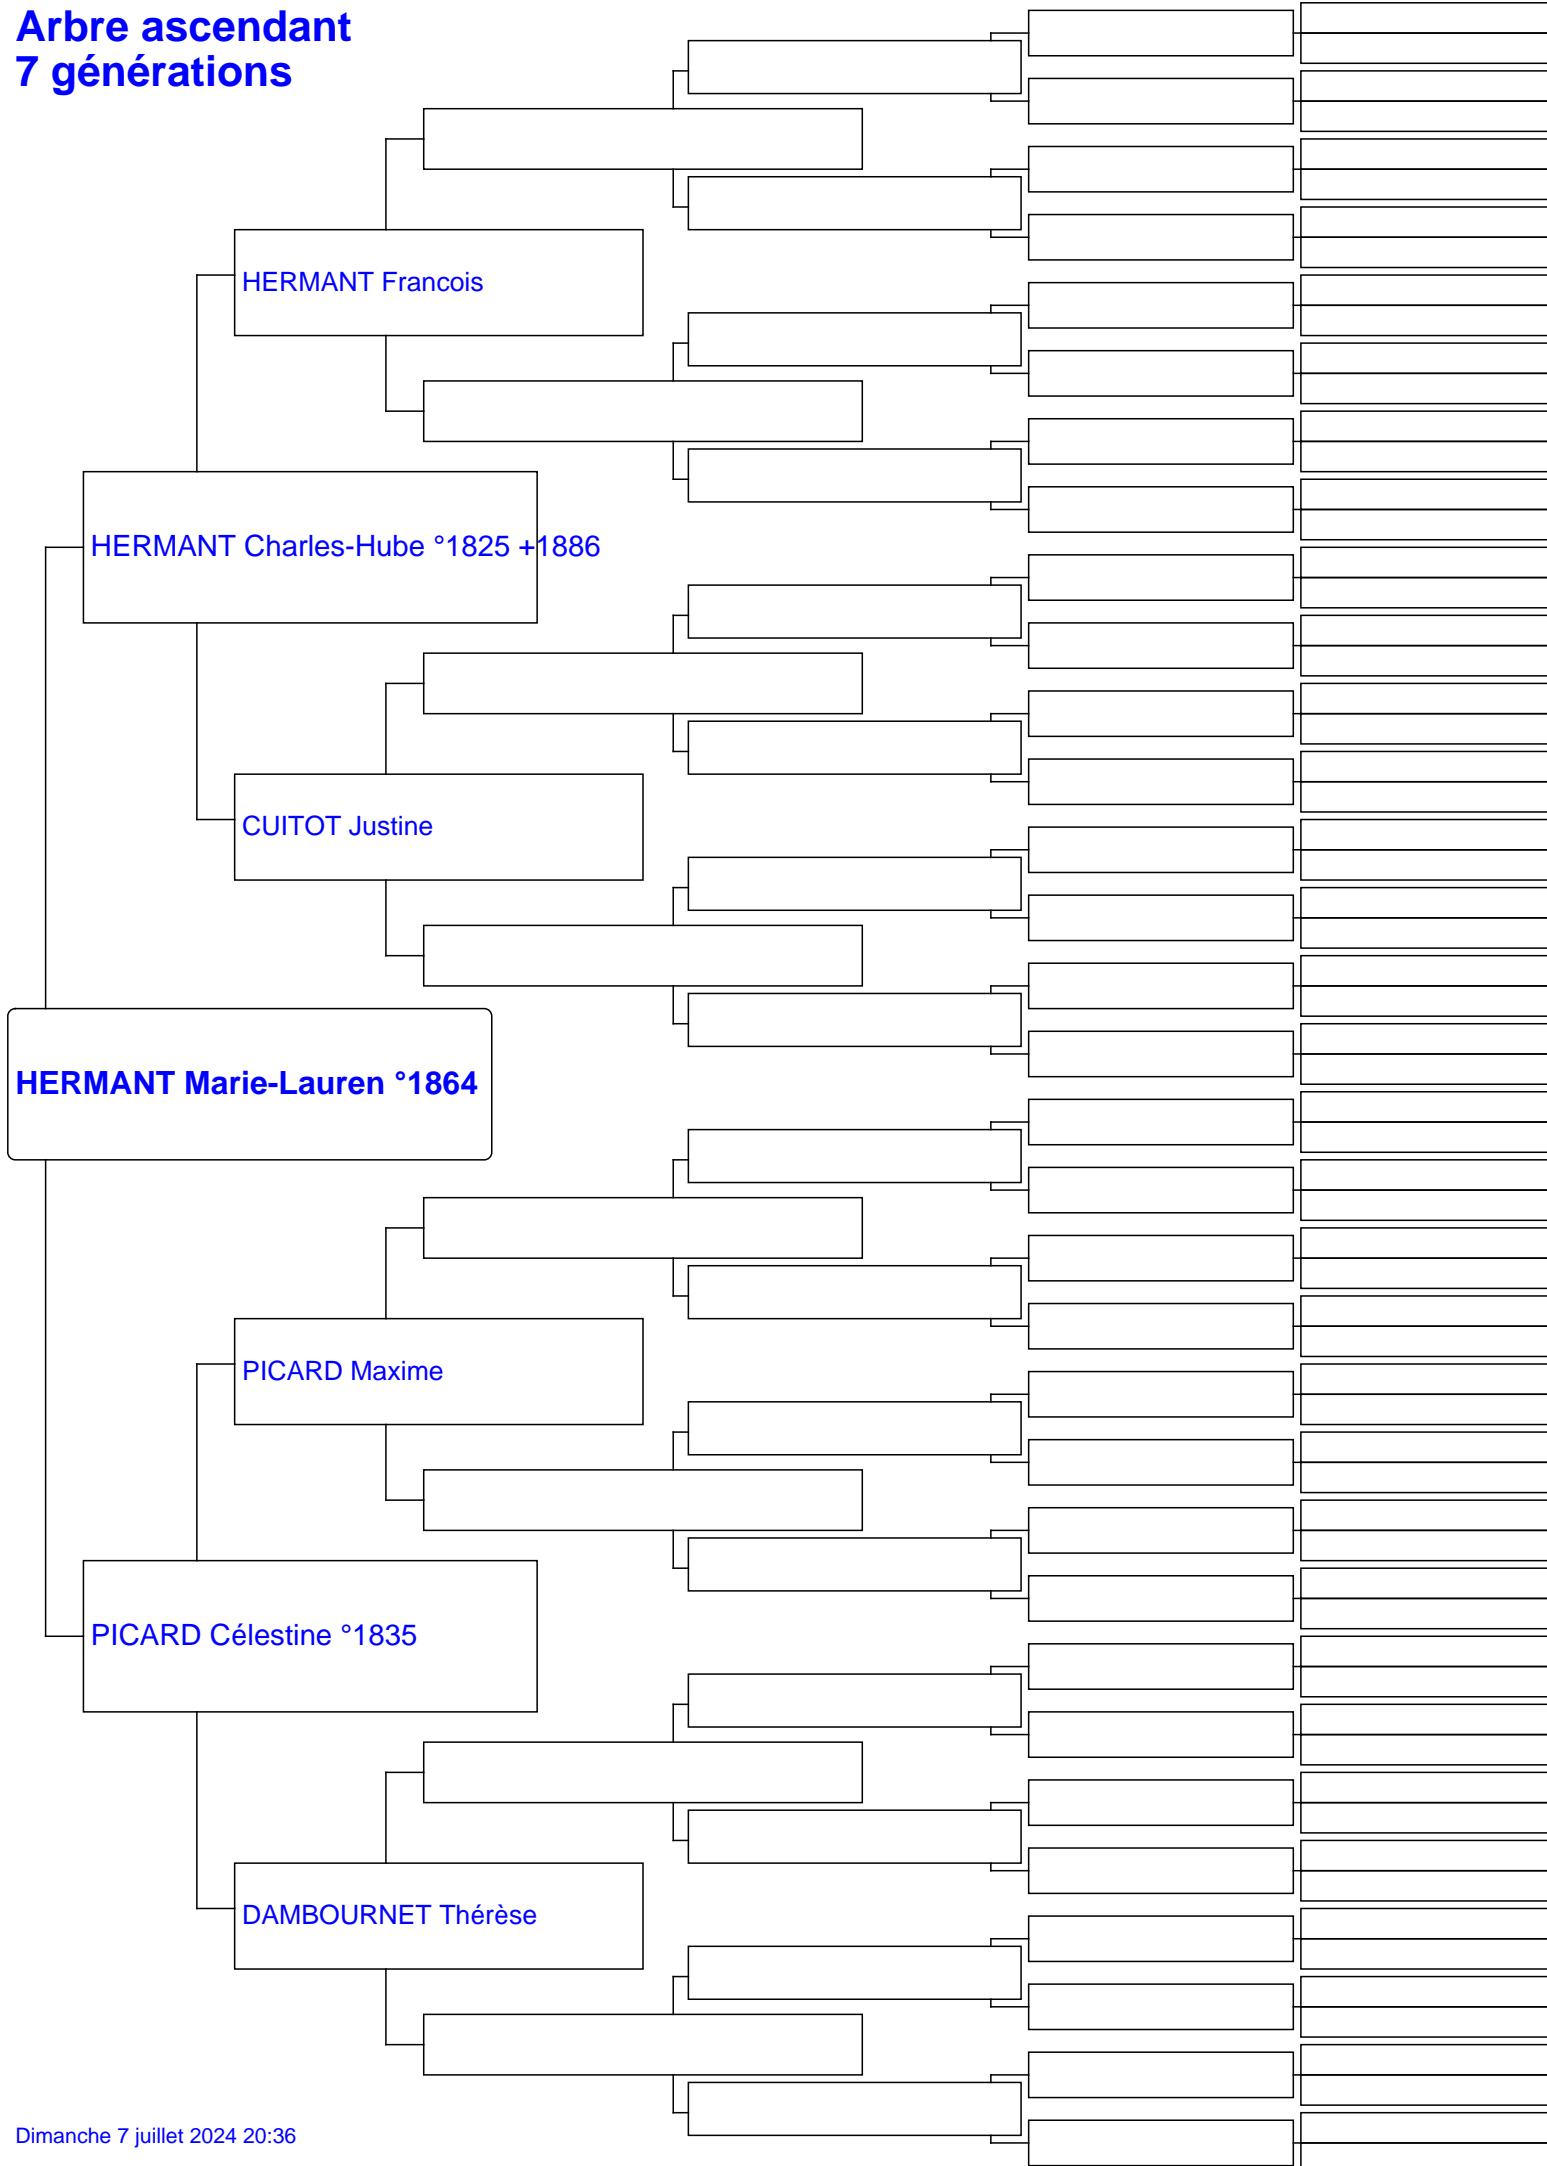 Arbre ascendant
7 générations
HERMANT Francois
HERMANT Charles-Hube °1825 +1886
CUITOT Justine
HERMANT Marie-Lauren °1864
PICARD Maxime
PICARD Célestine °1835
DAMBOURNET Thérèse
Dimanche 7 juillet 2024 20:36